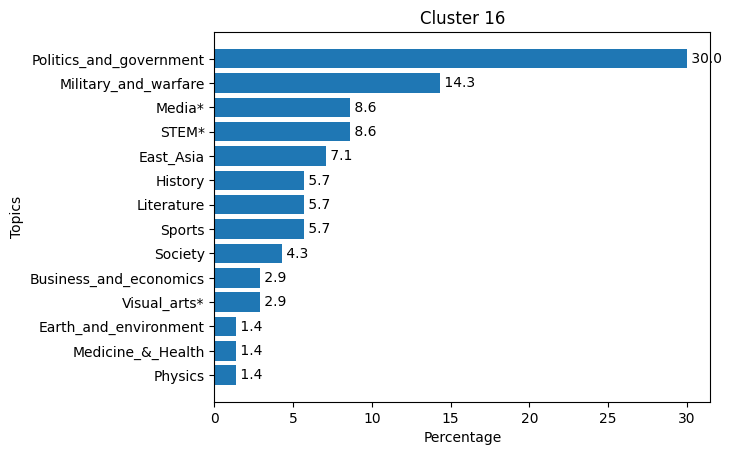 Cluster 16
Politics_and_government 30.0
Military_and_warfare 14.3
Media* 8.6
STEM* 8.6
East_Asia 7.1
History 5.7
Literature 5.7
Sports 5.7
Society 4.3
Business_and_economics 2.9
Visual_arts* 2.9
Earth_and_environment 1.4
Medicine_&_Health 1.4
Physics 1.4
Topics
0 5 10 15 20 25 30
Percentage